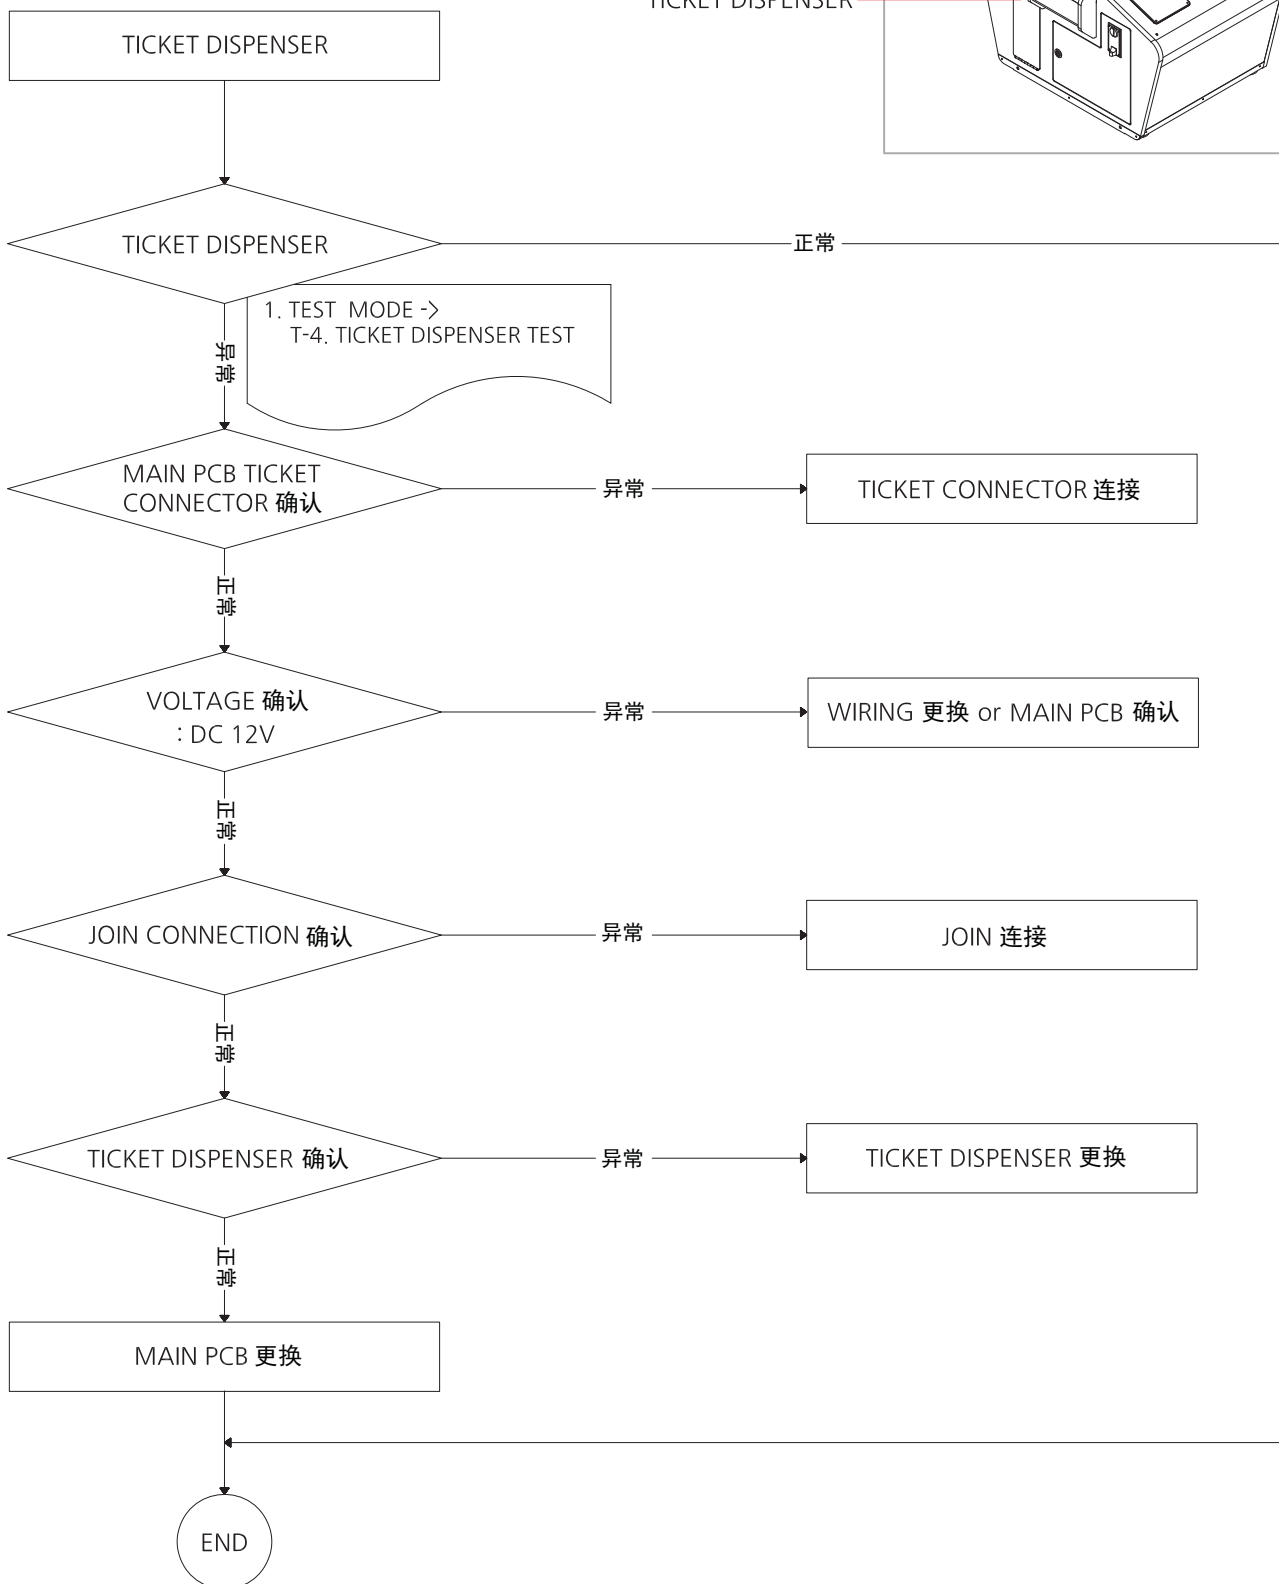 TICKET DISPENSER
TICKET DISPENSER
TICKET DISPENSER
正常
1. TEST MODE ->
T-4. TICKET DISPENSER TEST
异常
MAIN PCB TICKET
CONNECTOR 确认
异常
TICKET CONNECTOR 连接
正常
VOLTAGE 确认
: DC 12V
异常
WIRING 更换 or MAIN PCB 确认
正常
JOIN CONNECTION 确认
异常
JOIN 连接
正常
TICKET DISPENSER 确认
异常
TICKET DISPENSER 更换
正常
MAIN PCB 更换
END